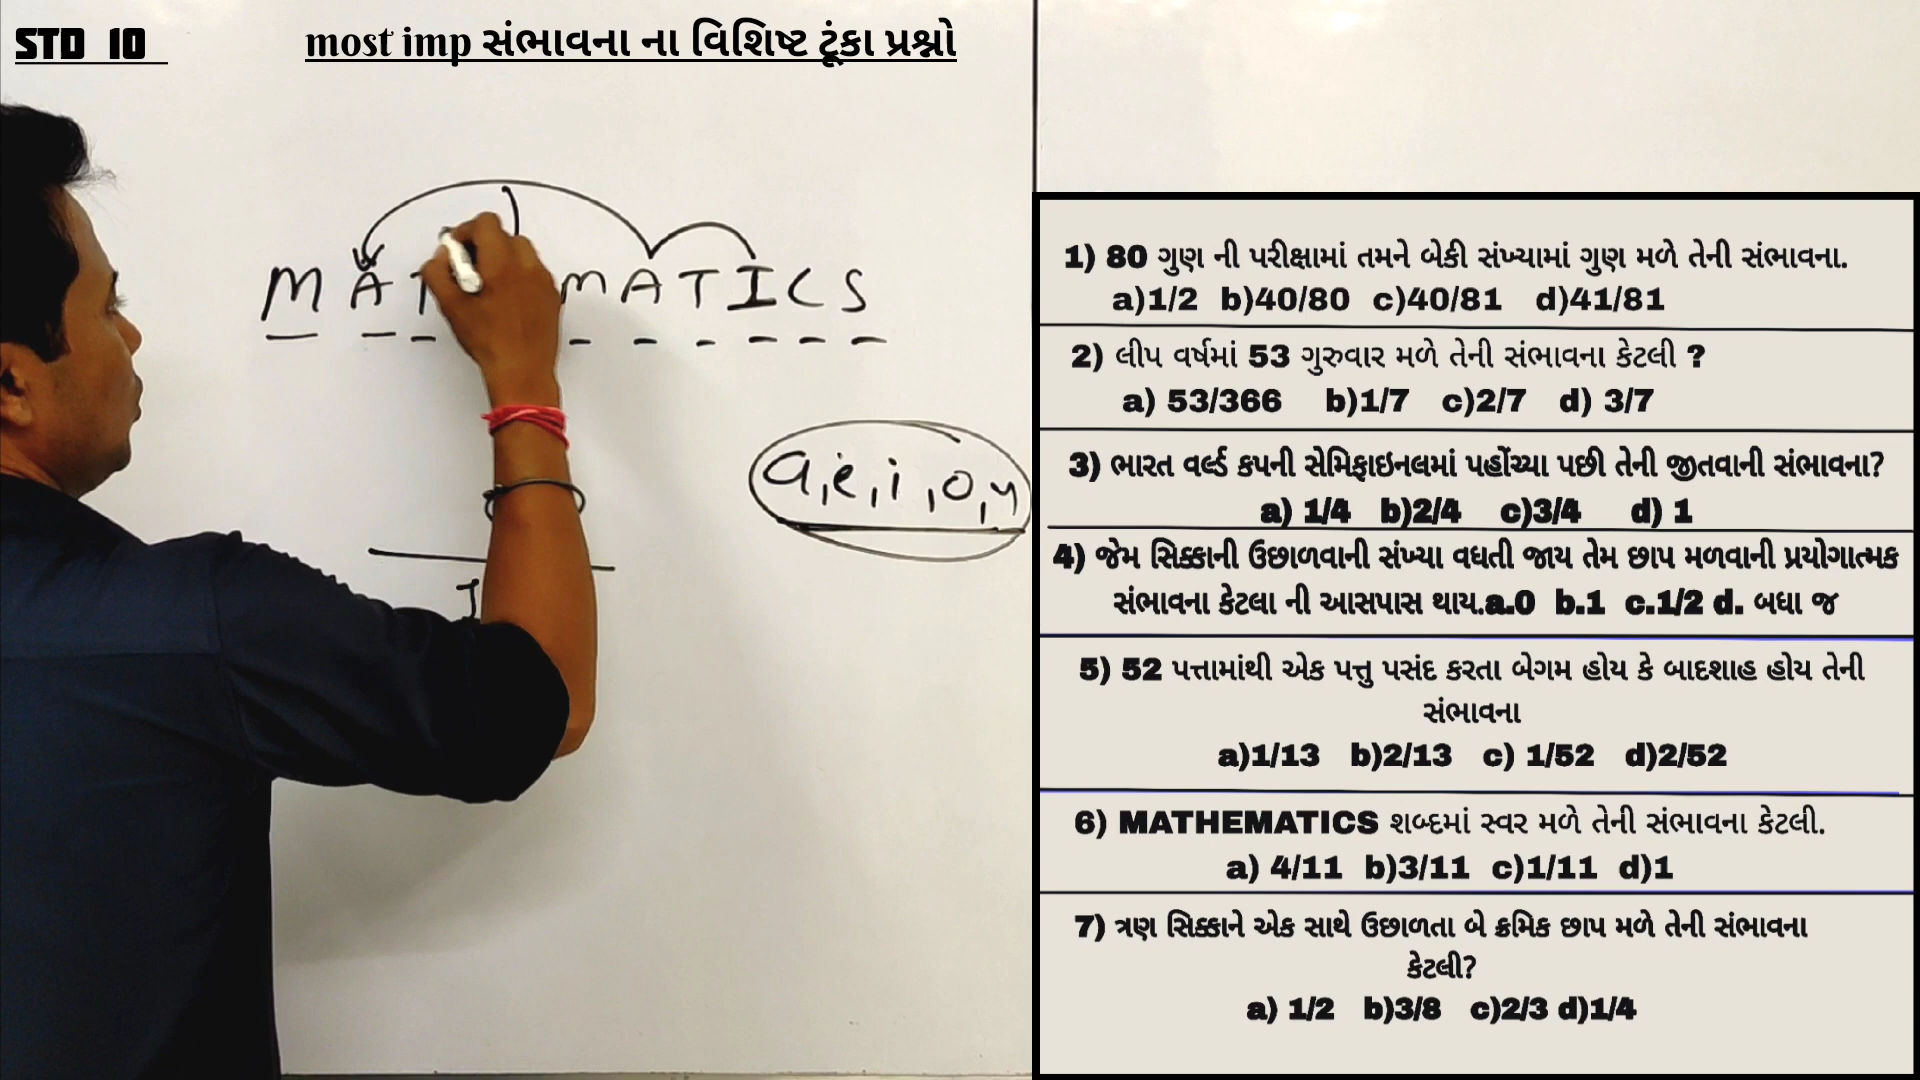 STD 10
most imp સંભાવના ના વિશિષ્ટ ટૂંકા પ્રશ્નો
M A T M A T I C S
a, e, i, o, u
1) 80 ગુણ ની પરીક્ષામાં તમને બેકી સંખ્યામાં ગુણ મળે તેની સંભાવના.
a)1/2 b)40/80 c)40/81 d)41/81
2) લીપ વર્ષમાં 53 ગુરુવાર મળે તેની સંભાવના કેટલી ?
a) 53/366 b)1/7 c)2/7 d) 3/7
3) ભારત વર્લ્ડ કપની સેમિફાઇનલમાં પહોંચ્યા પછી તેની જીતવાની સંભાવના?
a) 1/4 b)2/4 c)3/4 d) 1
4) જેમ સિક્કાની ઉછાળવાની સંખ્યા વધતી જાય તેમ છાપ મળવાની પ્રયોગાત્મક
સંભાવના કેટલા ની આસપાસ થાય.a.0 b.1 c.1/2 d. બધા જ
5) 52 પત્તામાંથી એક પત્તુ પસંદ કરતા બેગમ હોય કે બાદશાહ હોય તેની
સંભાવના
a)1/13 b)2/13 c) 1/52 d)2/52
6) MATHEMATICS શબ્દમાં સ્વર મળે તેની સંભાવના કેટલી.
a) 4/11 b)3/11 c)1/11 d)1
7) ત્રણ સિક્કાને એક સાથે ઉછાળતા બે ક્રમિક છાપ મળે તેની સંભાવના
કેટલી?
a) 1/2 b)3/8 c)2/3 d)1/4